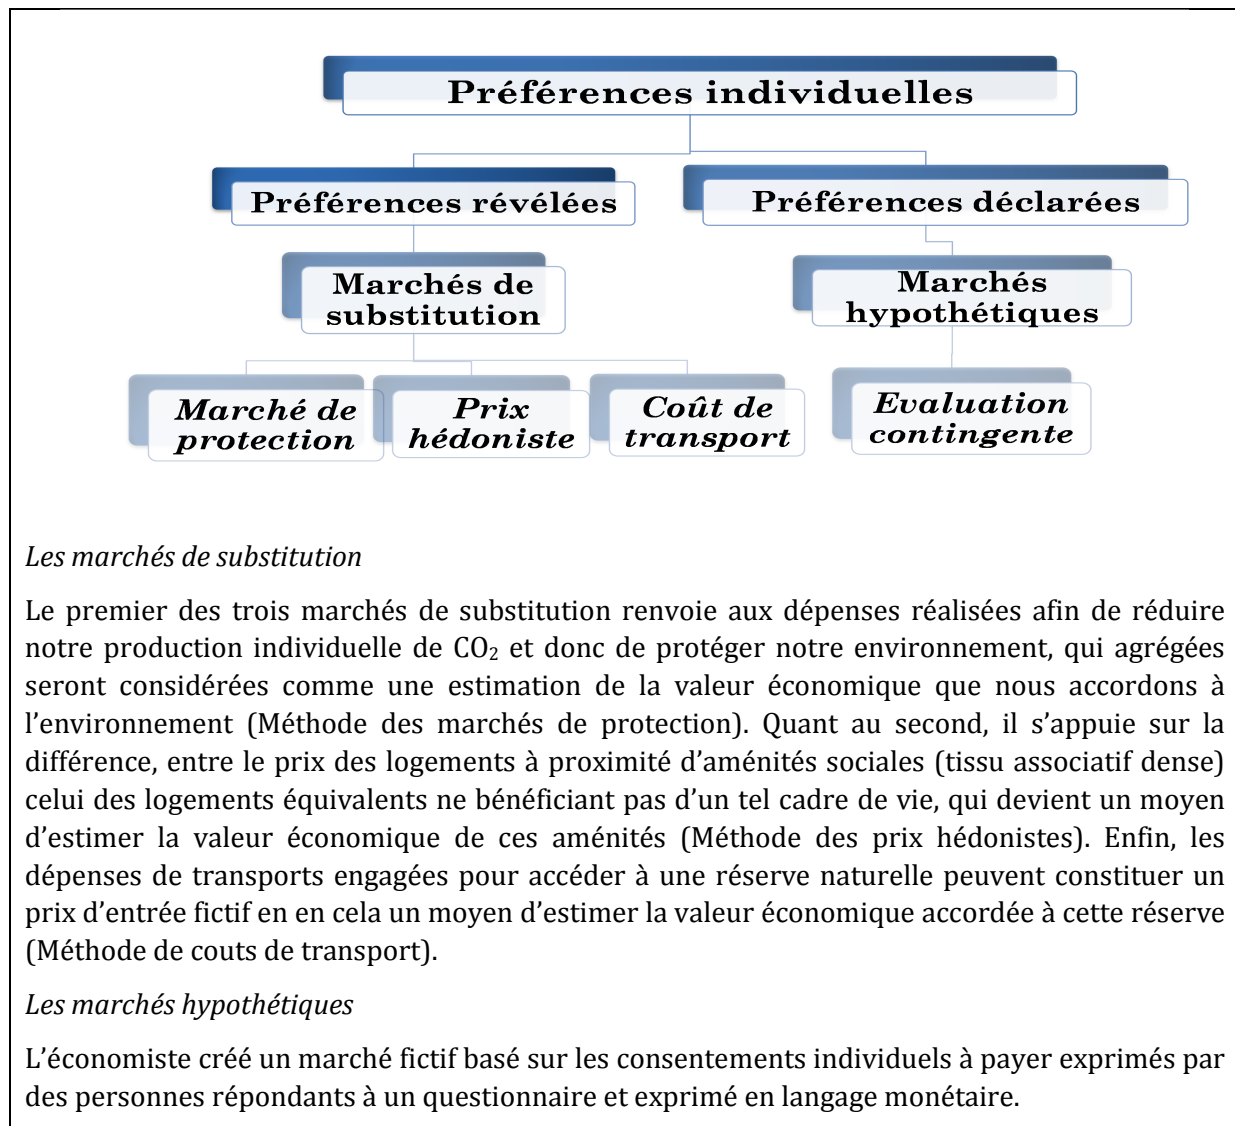 Préférences individuelles
Préférences révélées
Préférences déclarées
Marchés de
substitution
Marchés
hypothétiques
Marché de
protection
Prix
hédoniste
Coût de
transport
Evaluation
contingente
Les marchés de substitution
Le premier des trois marchés de substitution renvoie aux dépenses réalisées afin de réduire
notre production individuelle de CO₂ et donc de protéger notre environnement, qui agrégées
seront considérées comme une estimation de la valeur économique que nous accordons à
l’environnement (Méthode des marchés de protection). Quant au second, il s’appuie sur la
différence, entre le prix des logements à proximité d’aménités sociales (tissu associatif dense)
celui des logements équivalents ne bénéficiant pas d’un tel cadre de vie, qui devient un moyen
d’estimer la valeur économique de ces aménités (Méthode des prix hédonistes). Enfin, les
dépenses de transports engagées pour accéder à une réserve naturelle peuvent constituer un
prix d’entrée fictif en en cela un moyen d’estimer la valeur économique accordée à cette réserve
(Méthode de couts de transport).
Les marchés hypothétiques
L’économiste créé un marché fictif basé sur les consentements individuels à payer exprimés par
des personnes répondants à un questionnaire et exprimé en langage monétaire.